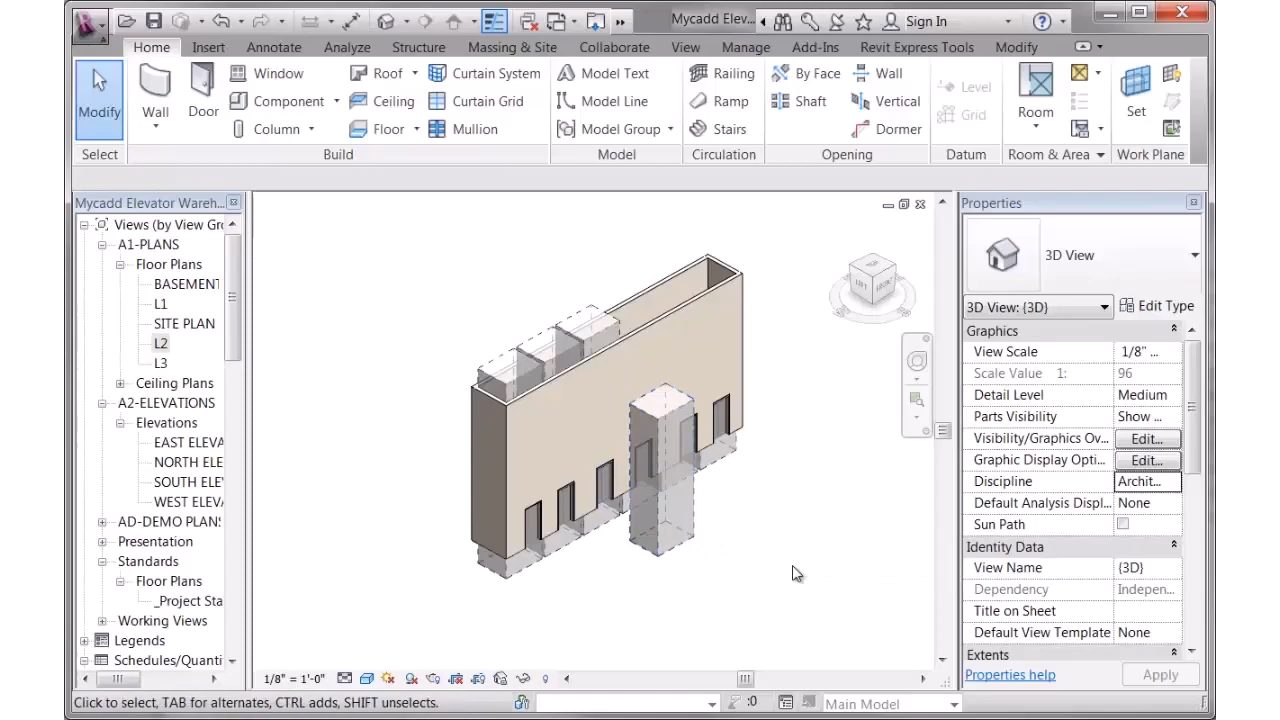 Mycadd Elev...
Sign In
Home
Insert
Annotate
Analyze
Structure
Massing & Site
Collaborate
View
Manage
Add-Ins
Revit Express Tools
Modify
Modify
Wall
Door
Window
Component
Column
Roof
Ceiling
Floor
Curtain System
Curtain Grid
Mullion
Model Text
Model Line
Model Group
Railing
Ramp
Stairs
By Face
Shaft
Wall
Vertical
Dormer
Level
Grid
Room
Set
Select
Build
Model
Circulation
Opening
Datum
Room & Area
Work Plane
Mycadd Elevator Wareh...
Views (by View Gr
A1-PLANS
Floor Plans
BASEMENT
L1
SITE PLAN
L2
L3
Ceiling Plans
A2-ELEVATIONS
Elevations
EAST ELEVA
NORTH ELE
SOUTH ELE
WEST ELEV
AD-DEMO PLANS
Presentation
Standards
Floor Plans
_Project Sta
Working Views
Legends
Schedules/Quanti
LEFT
FRONT
Properties
3D View
3D View: {3D}
Edit Type
Graphics
View Scale 1/8" ...
Scale Value 1: 96
Detail Level Medium
Parts Visibility Show ...
Visibility/Graphics Ov... Edit...
Graphic Display Opti... Edit...
Discipline Archit...
Default Analysis Displ... None
Sun Path
Identity Data
View Name {3D}
Dependency Indepen...
Title on Sheet
Default View Template None
Extents
Properties help
Apply
1/8" = 1'-0"
Click to select, TAB for alternates, CTRL adds, SHIFT unselects.
:0
Main Model